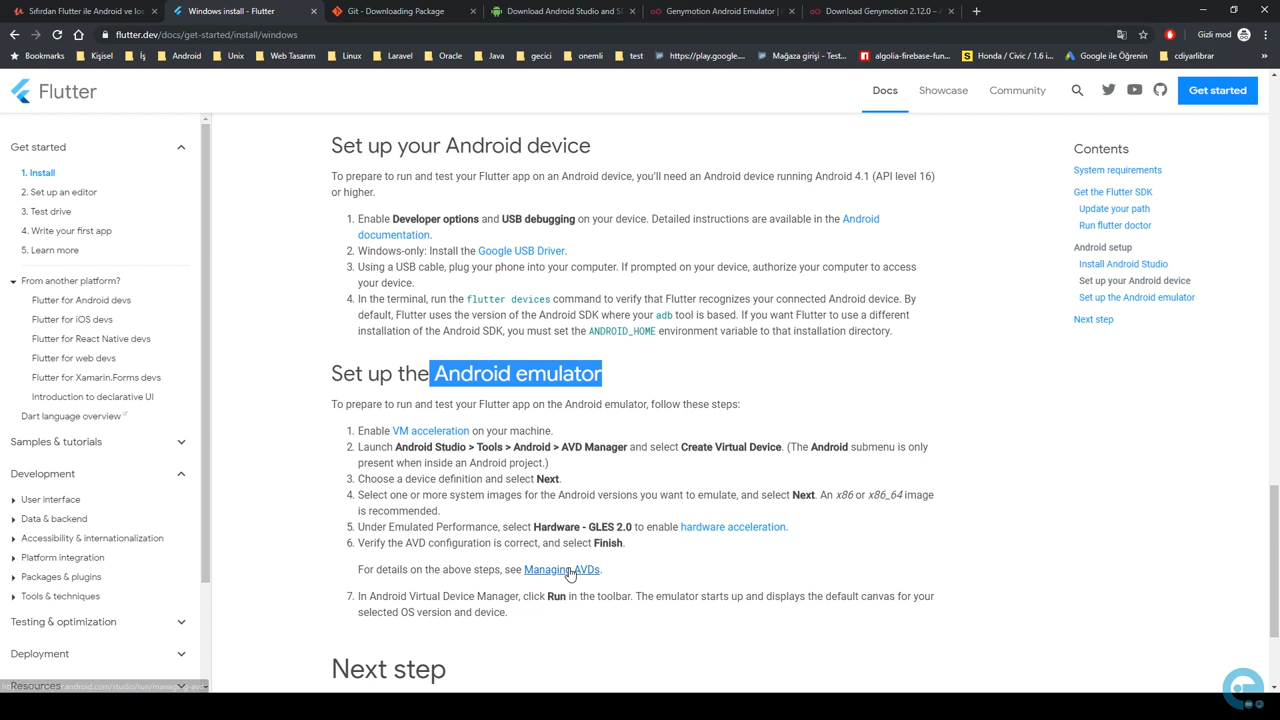 Sıfırdan Flutter ile Android ve Ios
Windows install - Flutter
Git - Downloading Package
Download Android Studio and S
Genymotion Android Emulator |
Download Genymotion 2.12.0 –
flutter.dev/docs/get-started/install/windows
Gizli mod
Bookmarks
Kişisel
İş
Adobe
Unix
Web Tasarım
Linux
Laravel
Oracle
Java
gecici
onemli
test
https://play.google....
Mağaza girişi - Test...
algolia-firebase-fun...
Honda / Civic / 1.6 i...
Google ile Öğrenin
cdiyarlibrar
Flutter
Docs
Showcase
Community
Get started
Get started
1. Install
2. Set up an editor
3. Test drive
4. Write your first app
5. Learn more
From another platform?
Flutter for Android devs
Flutter for iOS devs
Flutter for React Native devs
Flutter for web devs
Flutter for Xamarin.Forms devs
Introduction to declarative UI
Dart language overview
Samples & tutorials
Development
User interface
Data & backend
Accessibility & internationalization
Platform integration
Packages & plugins
Tools & techniques
Testing & optimization
Deployment
Resources
Set up your Android device
To prepare to run and test your Flutter app on an Android device, you’ll need an Android device running Android 4.1 (API level 16)
or higher.
1. Enable Developer options and USB debugging on your device. Detailed instructions are available in the Android
documentation.
2. Windows-only: Install the Google USB Driver.
3. Using a USB cable, plug your phone into your computer. If prompted on your device, authorize your computer to access
your device.
4. In the terminal, run the flutter devices command to verify that Flutter recognizes your connected Android device. By
default, Flutter uses the version of the Android SDK where your adb tool is based. If you want Flutter to use a different
installation of the Android SDK, you must set the ANDROID_HOME environment variable to that installation directory.
Set up the Android emulator
To prepare to run and test your Flutter app on the Android emulator, follow these steps:
1. Enable VM acceleration on your machine.
2. Launch Android Studio > Tools > Android > AVD Manager and select Create Virtual Device. (The Android submenu is only
present when inside an Android project.)
3. Choose a device definition and select Next.
4. Select one or more system images for the Android versions you want to emulate, and select Next. An x86 or x86_64 image
is recommended.
5. Under Emulated Performance, select Hardware - GLES 2.0 to enable hardware acceleration.
6. Verify the AVD configuration is correct, and select Finish.
For details on the above steps, see Managing AVDs.
7. In Android Virtual Device Manager, click Run in the toolbar. The emulator starts up and displays the default canvas for your
selected OS version and device.
Next step
Contents
System requirements
Get the Flutter SDK
Update your path
Run flutter doctor
Android setup
Install Android Studio
Set up your Android device
Set up the Android emulator
Next step